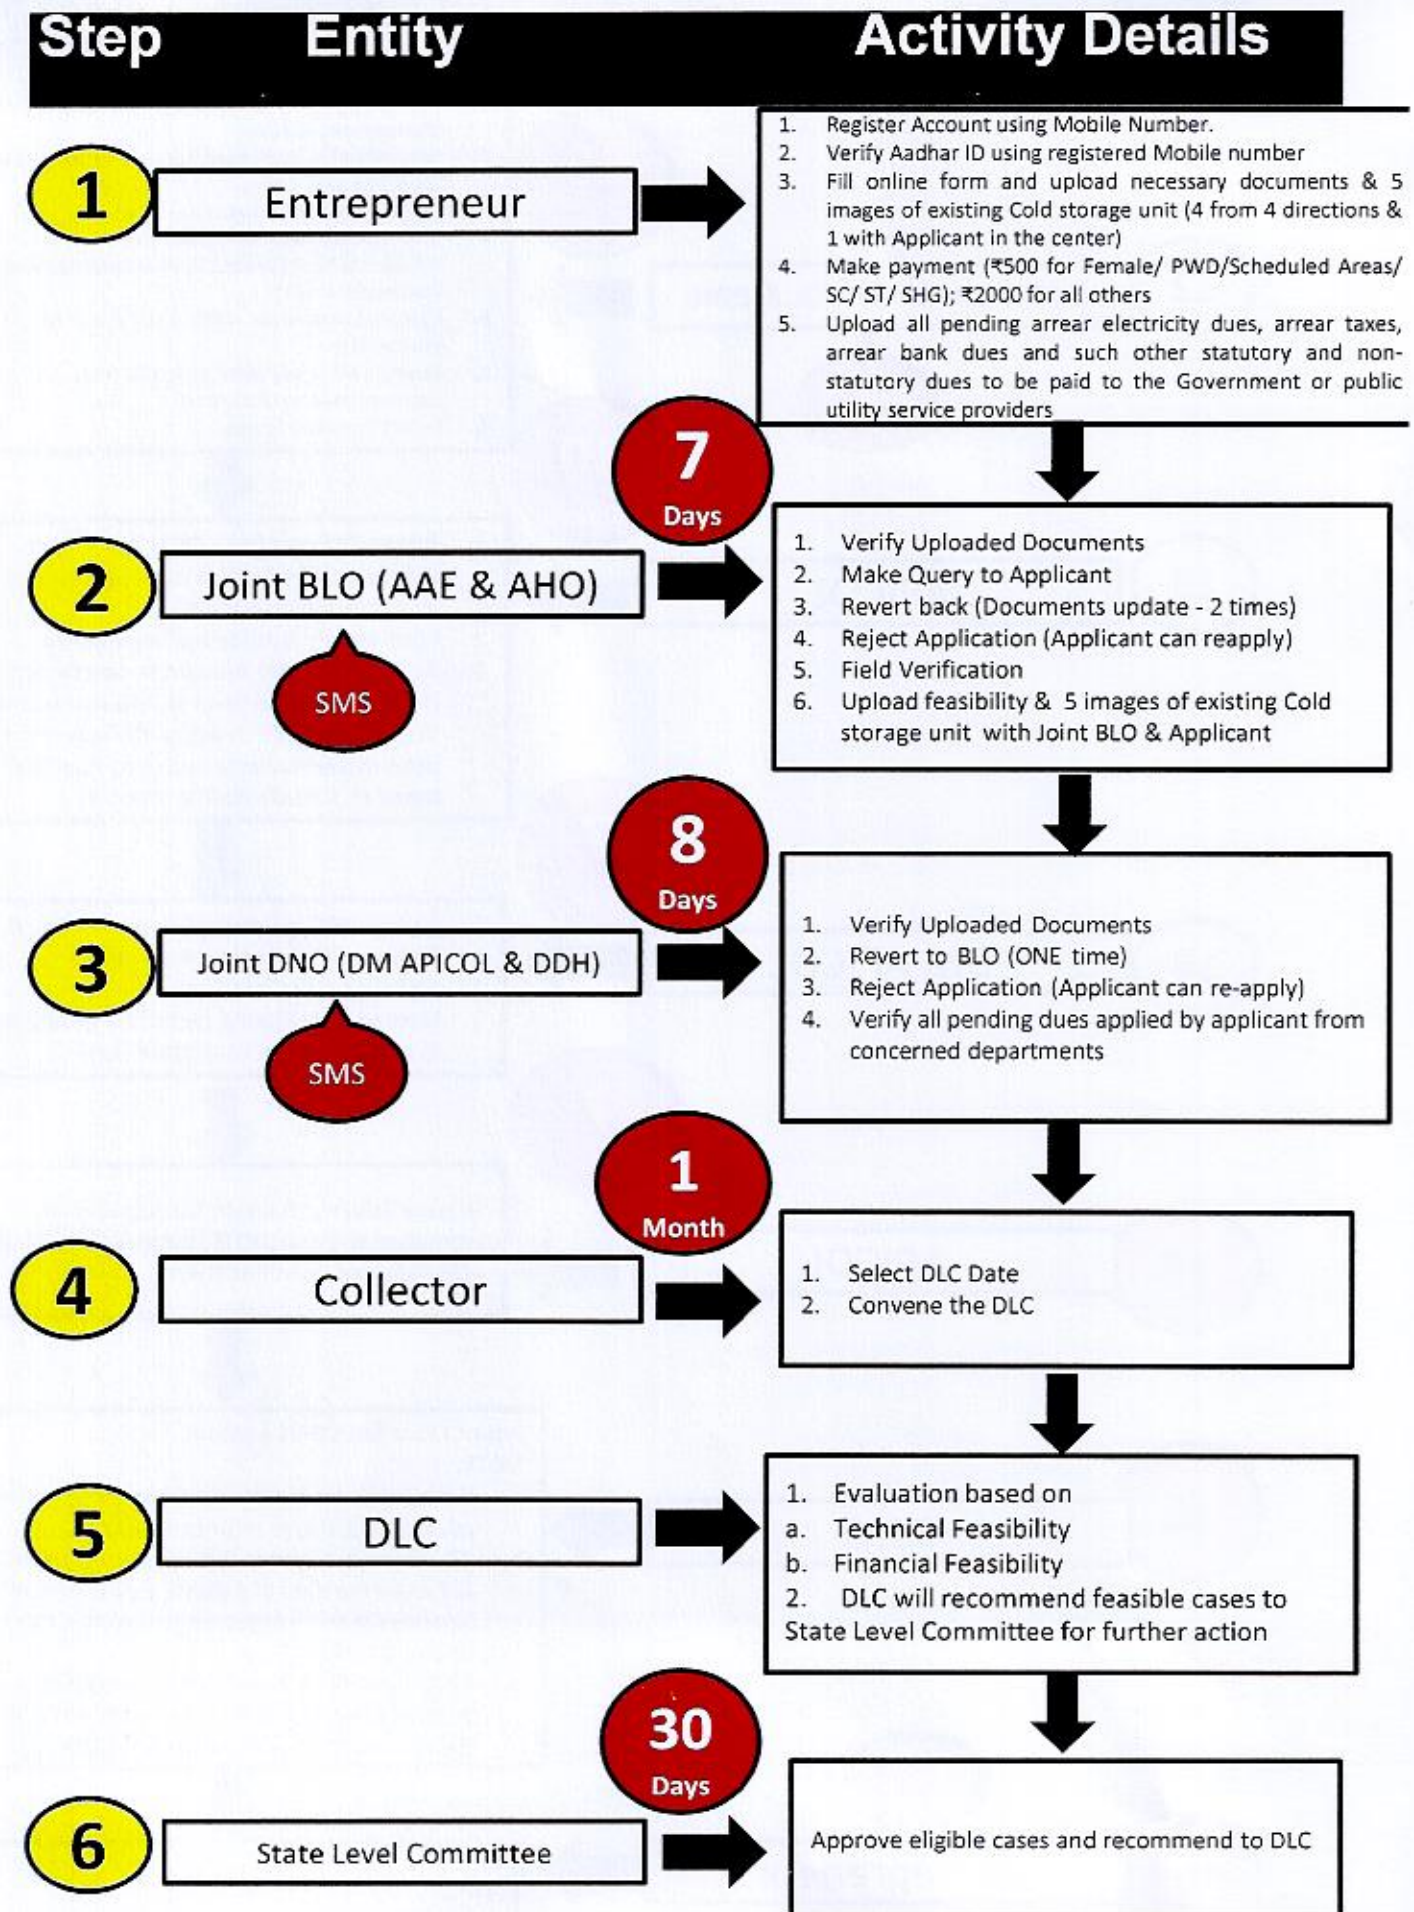 Step Entity Activity Details
1 Entrepreneur
1. Register Account using Mobile Number.
2. Verify Aadhar ID using registered Mobile number
3. Fill online form and upload necessary documents & 5
images of existing Cold storage unit (4 from 4 directions &
1 with Applicant in the center)
4. Make payment (₹500 for Female/ PWD/Scheduled Areas/
SC/ ST/ SHG); ₹2000 for all others
5. Upload all pending arrear electricity dues, arrear taxes,
arrear bank dues and such other statutory and non-
statutory dues to be paid to the Government or public
utility service providers
7
Days
2 Joint BLO (AAE & AHO)
SMS
1. Verify Uploaded Documents
2. Make Query to Applicant
3. Revert back (Documents update - 2 times)
4. Reject Application (Applicant can reapply)
5. Field Verification
6. Upload feasibility & 5 images of existing Cold
storage unit with Joint BLO & Applicant
8
Days
3 Joint DNO (DM APICOL & DDH)
SMS
1. Verify Uploaded Documents
2. Revert to BLO (ONE time)
3. Reject Application (Applicant can re-apply)
4. Verify all pending dues applied by applicant from
concerned departments
1
Month
4 Collector
1. Select DLC Date
2. Convene the DLC
5 DLC
1. Evaluation based on
a. Technical Feasibility
b. Financial Feasibility
2. DLC will recommend feasible cases to
State Level Committee for further action
30
Days
6 State Level Committee
Approve eligible cases and recommend to DLC